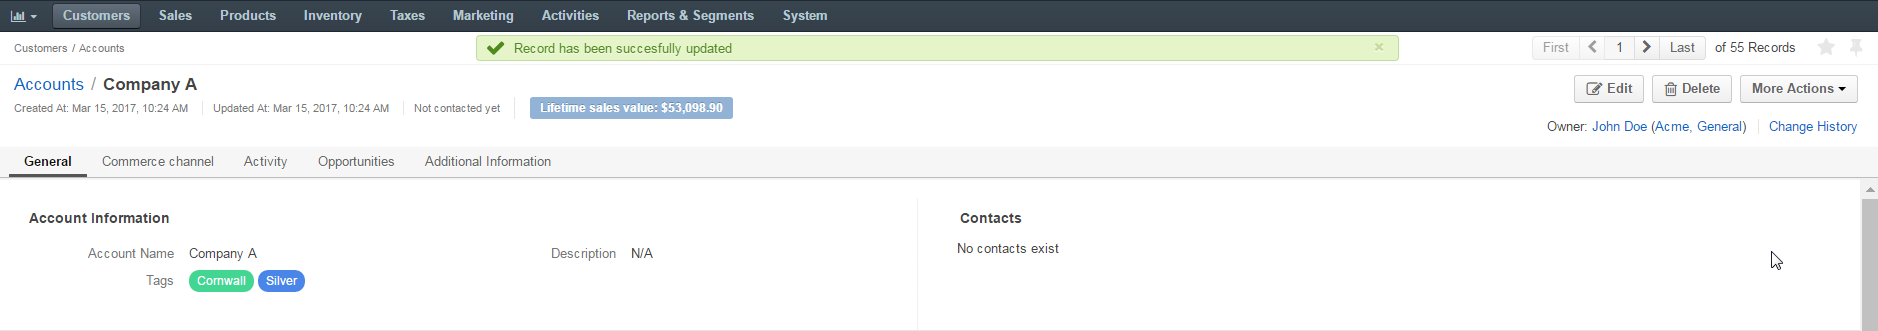 Customers Sales Products Inventory Taxes Marketing Activities Reports & Segments System
Customers / Accounts
Record has been succesfully updated ×
First 1 Last of 55 Records
Accounts / Company A
Edit Delete More Actions
Created At: Mar 15, 2017, 10:24 AM Updated At: Mar 15, 2017, 10:24 AM Not contacted yet Lifetime sales value: $53,098.90
Owner: John Doe (Acme, General) Change History
General Commerce channel Activity Opportunities Additional Information
Account Information
Account Name Company A
Tags Cornwall Silver
Description N/A
Contacts
No contacts exist